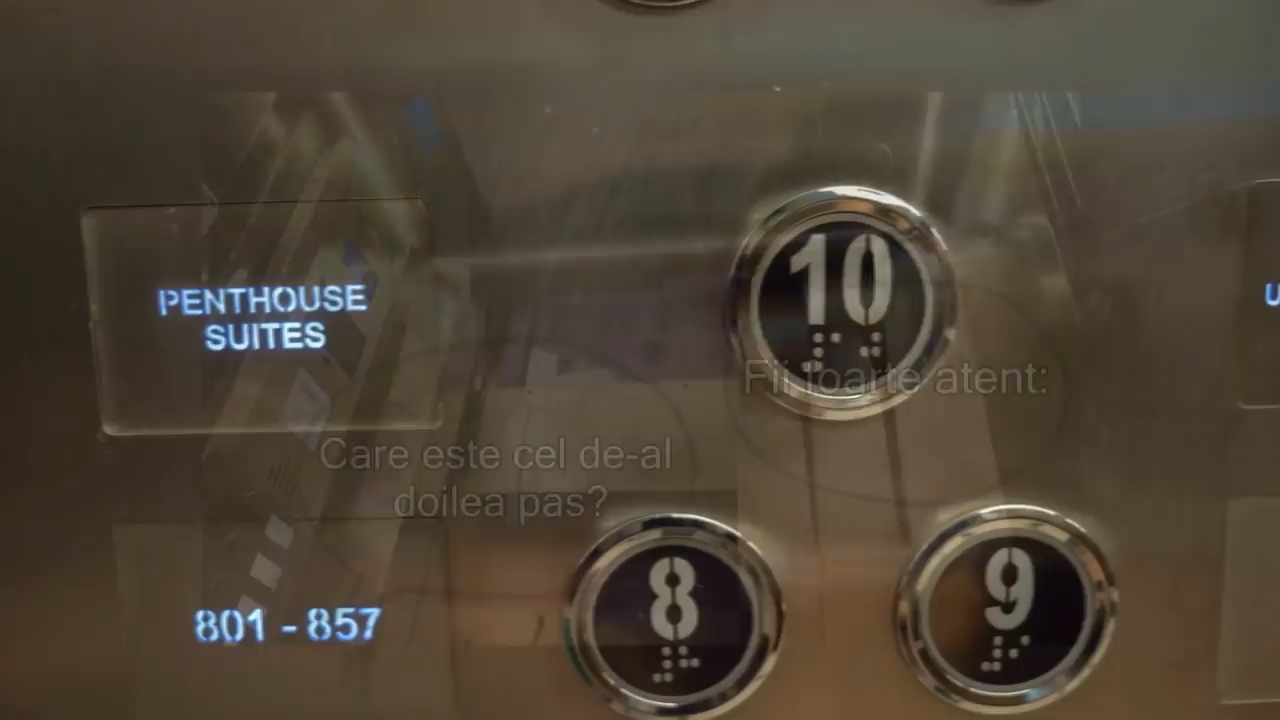 PENTHOUSE
SUITES
10
Fii foarte atent:
Care este cel de-al
doilea pas?
8
9
801 - 857